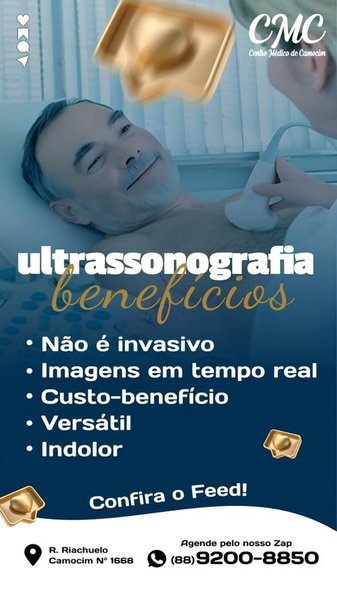 CMC
Centro Médico de Camocim
ultrassonografia
benefícios
• Não é invasivo
• Imagens em tempo real
• Custo-benefício
• Versátil
• Indolor
Confira o Feed!
R. Riachuelo
Camocim Nº 1668
Agende pelo nosso Zap
(88)9200-8850